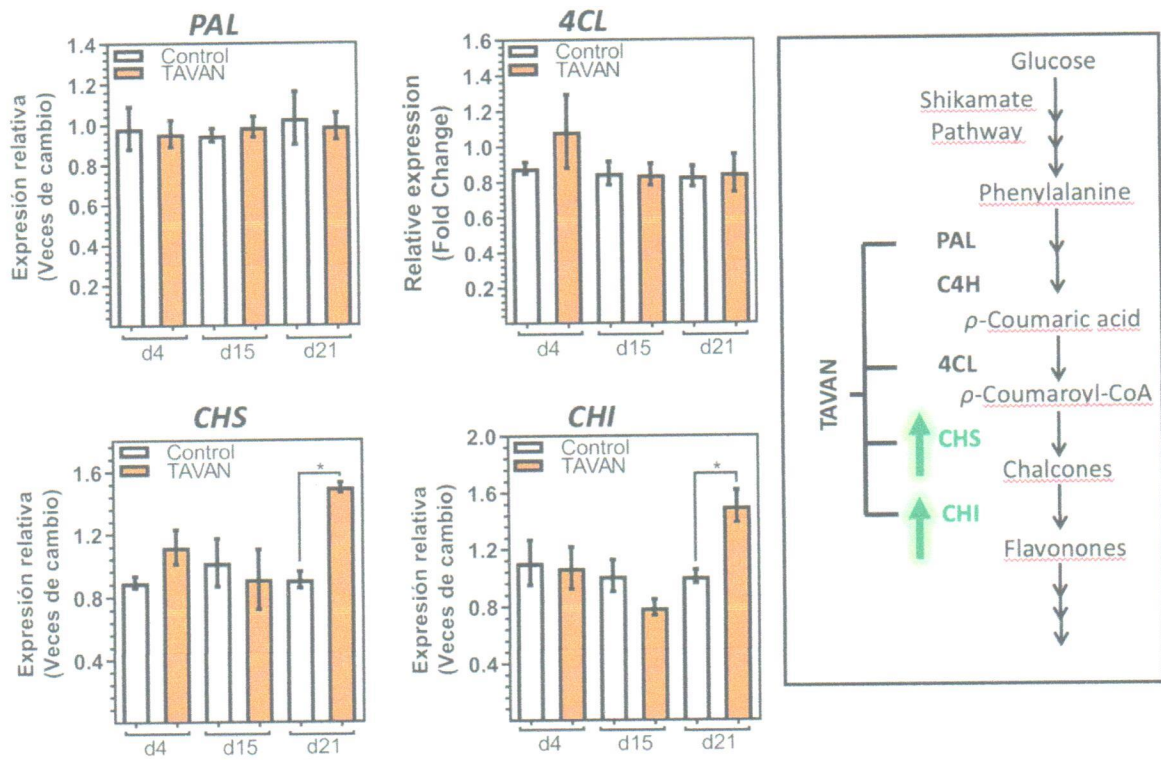 PAL
Control
TAVAN
Expresión relativa
(Veces de cambio)
1.4
1.2
1.0
0.8
0.6
0.4
0.2
d4
d15
d21
4CL
Control
TAVAN
Relative expression
(Fold Change)
1.6
1.4
1.2
1.0
0.8
0.6
0.4
0.2
d4
d15
d21
CHS
Control
TAVAN
Expresión relativa
(Veces de cambio)
1.6
1.2
0.8
0.4
*
d4
d15
d21
CHI
Control
TAVAN
Expresión relativa
(Veces de cambio)
2.0
1.6
1.2
0.8
0.4
*
d4
d15
d21
Glucose
Shikamate
Pathway
Phenylalanine
PAL
C4H
ρ-Coumaric acid
4CL
ρ-Coumaroyl-CoA
TAVAN
CHS
Chalcones
CHI
Flavonones